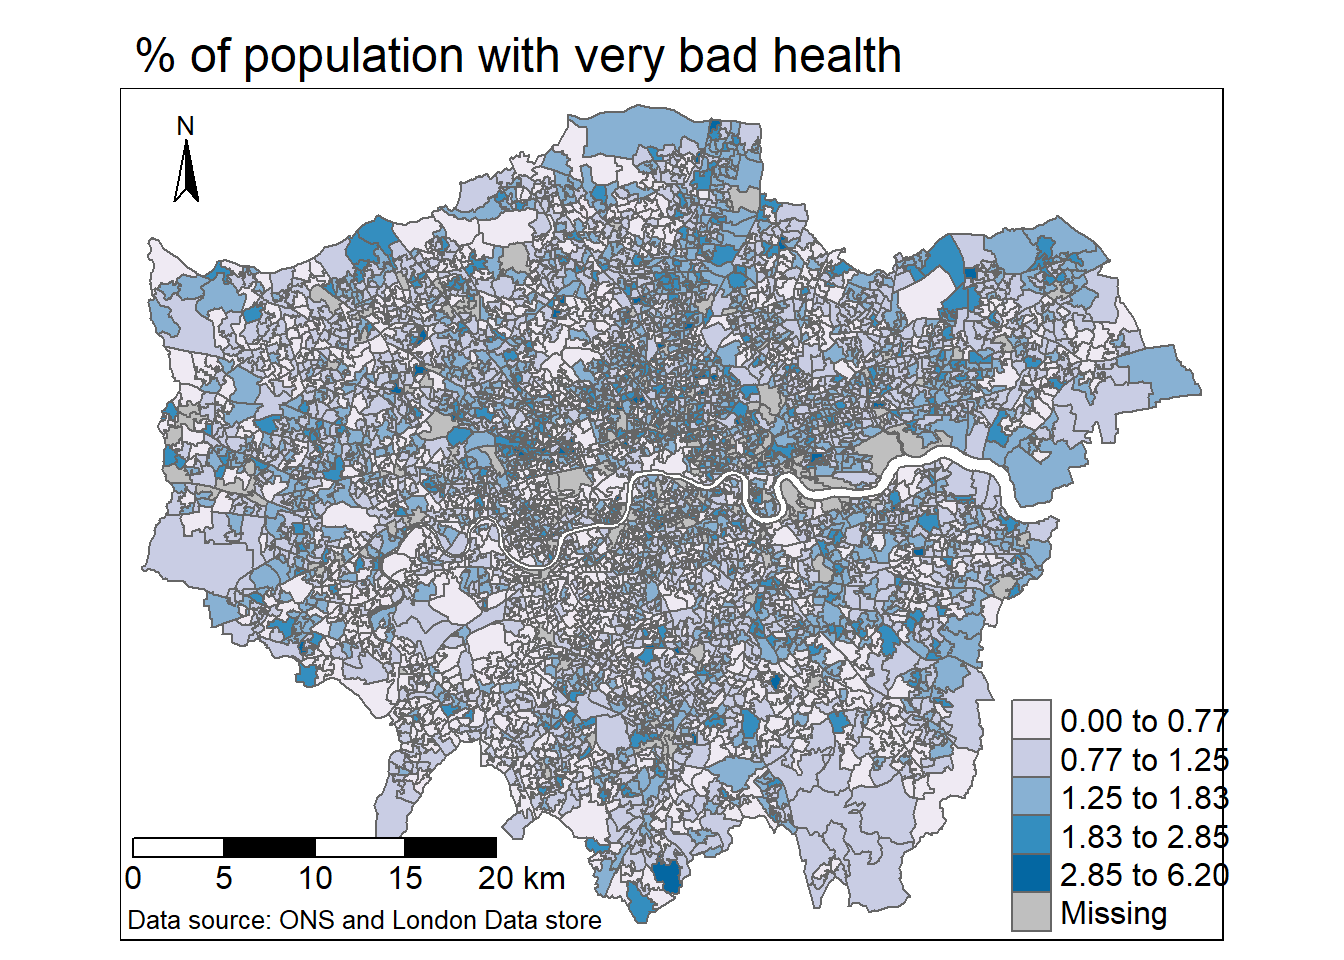 % of population with very bad health
N
0.00 to 0.77
0.77 to 1.25
1.25 to 1.83
1.83 to 2.85
2.85 to 6.20
Missing
0 5 10 15 20 km
Data source: ONS and London Data store